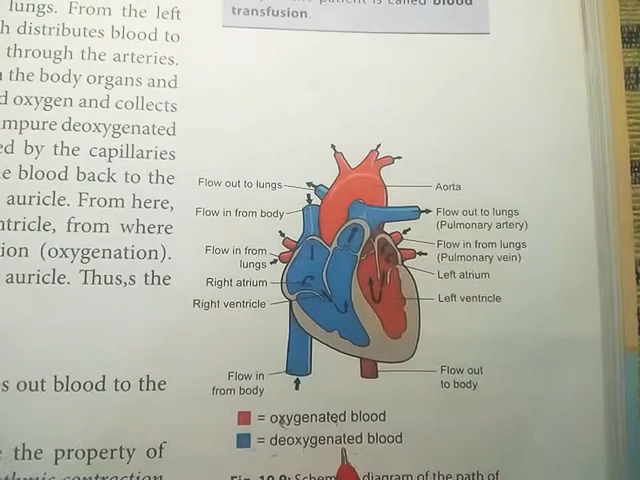 lungs. From the left
h distributes blood to
through the arteries.
the body organs and
d oxygen and collects
mpure deoxygenated
ed by the capillaries
e blood back to the
auricle. From here,
ntricle, from where
ion (oxygenation).
auricle. Thus,s the
s out blood to the
the property of
contraction
patient is called blood
transfusion.
Flow out to lungs
Flow in from body
Flow in from
lungs
Right atrium
Right ventricle
Flow in
from body
Aorta
Flow out to lungs
(Pulmonary artery)
Flow in from lungs
(Pulmonary vein)
Left atrium
Left ventricle
Flow out
to body
= oxygenated blood
= deoxygenated blood
diagram of the path of